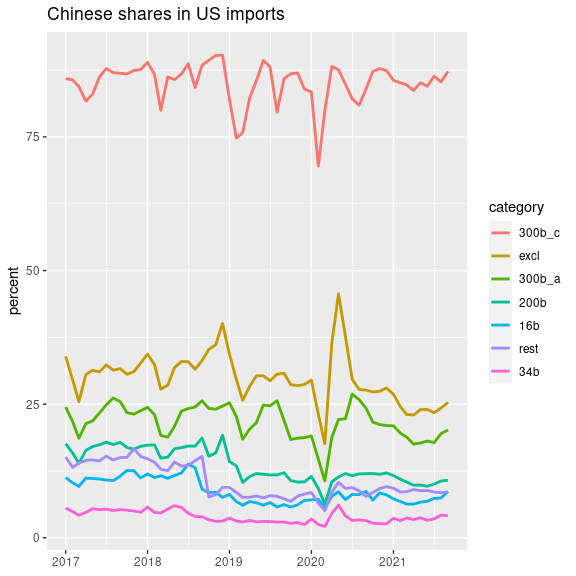 Chinese shares in US imports
percent
75
50
25
0
2017 2018 2019 2020 2021
category
300b_c
excl
300b_a
200b
16b
rest
34b